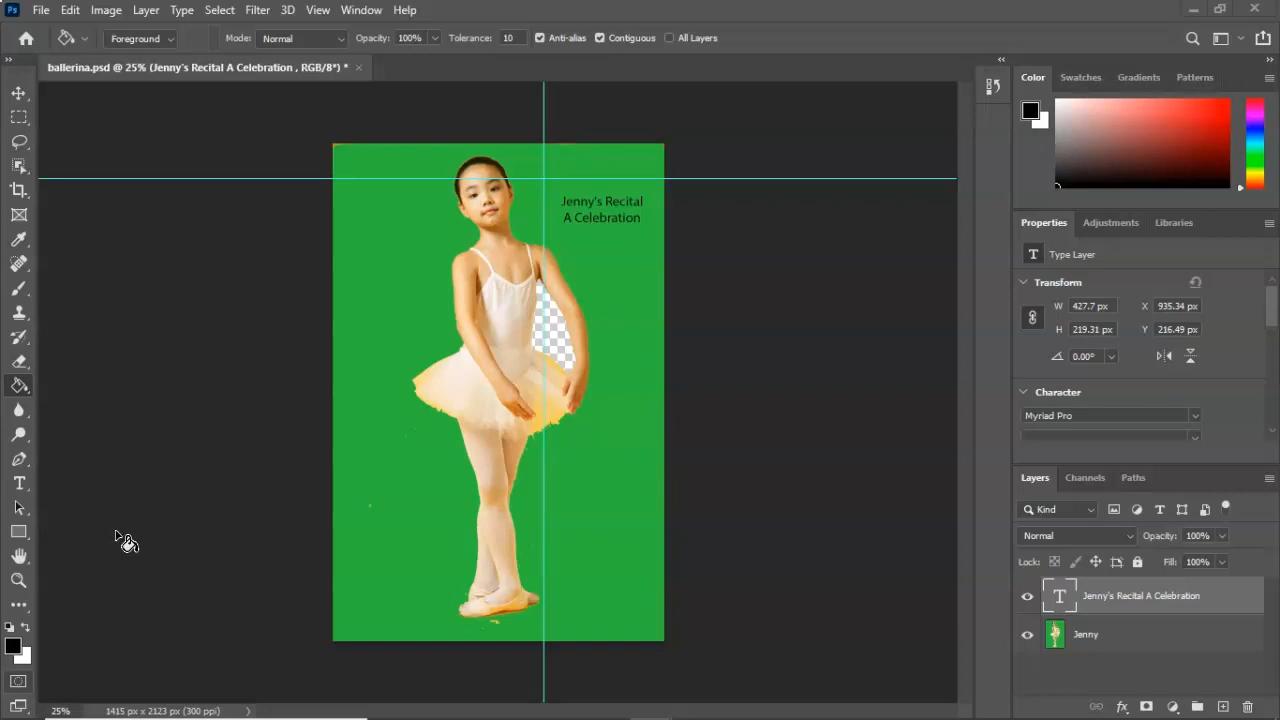 Ps File Edit Image Layer Type Select Filter 3D View Window Help
Foreground Mode: Normal Opacity: 100% Tolerance: 10 Anti-alias Contiguous All Layers
ballerina.psd @ 25% (Jenny's Recital A Celebration , RGB/8*) *
Color Swatches Gradients Patterns
Jenny's Recital
A Celebration
Properties Adjustments Libraries
T Type Layer
Transform
W 427.7 px X 935.34 px
H 219.31 px Y 216.49 px
0.00°
Character
Myriad Pro
Layers Channels Paths
Kind
Normal Opacity: 100%
Lock: Fill: 100%
T Jenny's Recital A Celebration
Jenny
25% 1415 px x 2123 px (300 ppi)
fx